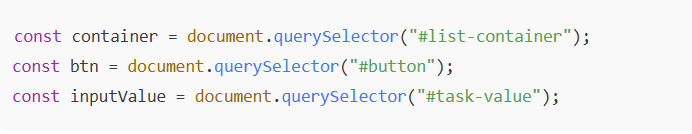 const container = document.querySelector("#list-container");
const btn = document.querySelector("#button");
const inputValue = document.querySelector("#task-value");